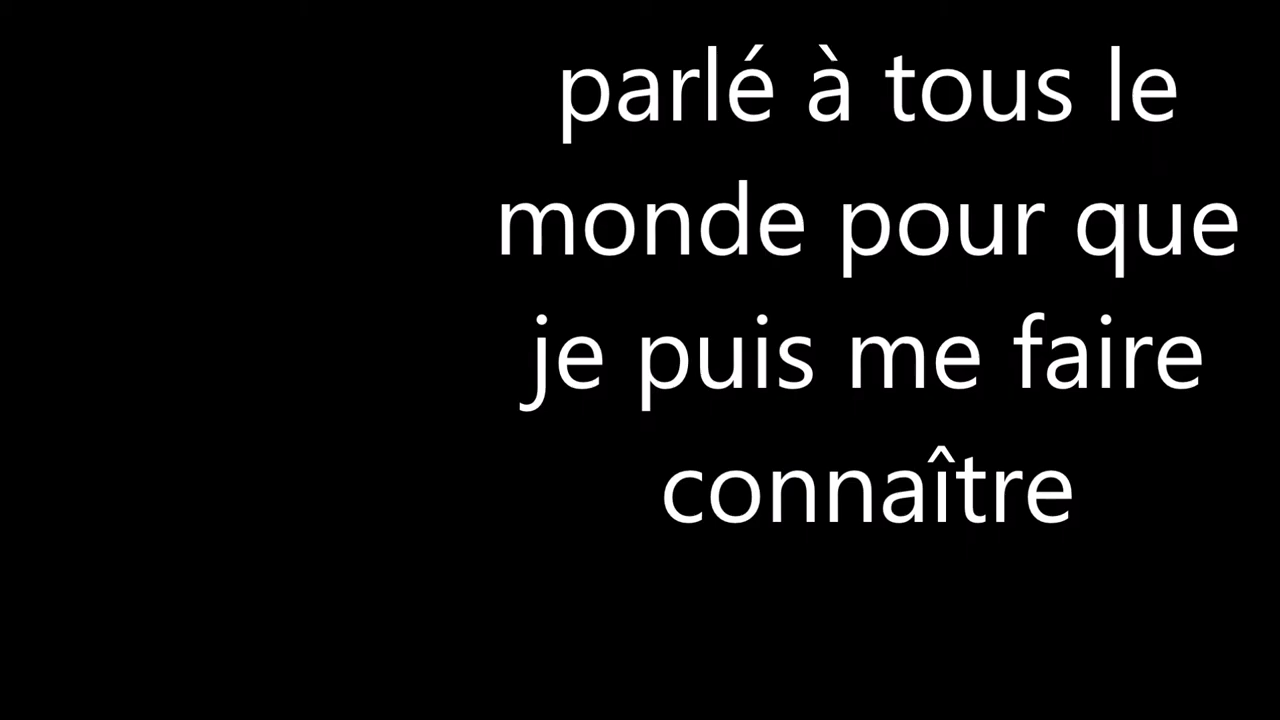 parlé à tous le
monde pour que
je puis me faire
connaître